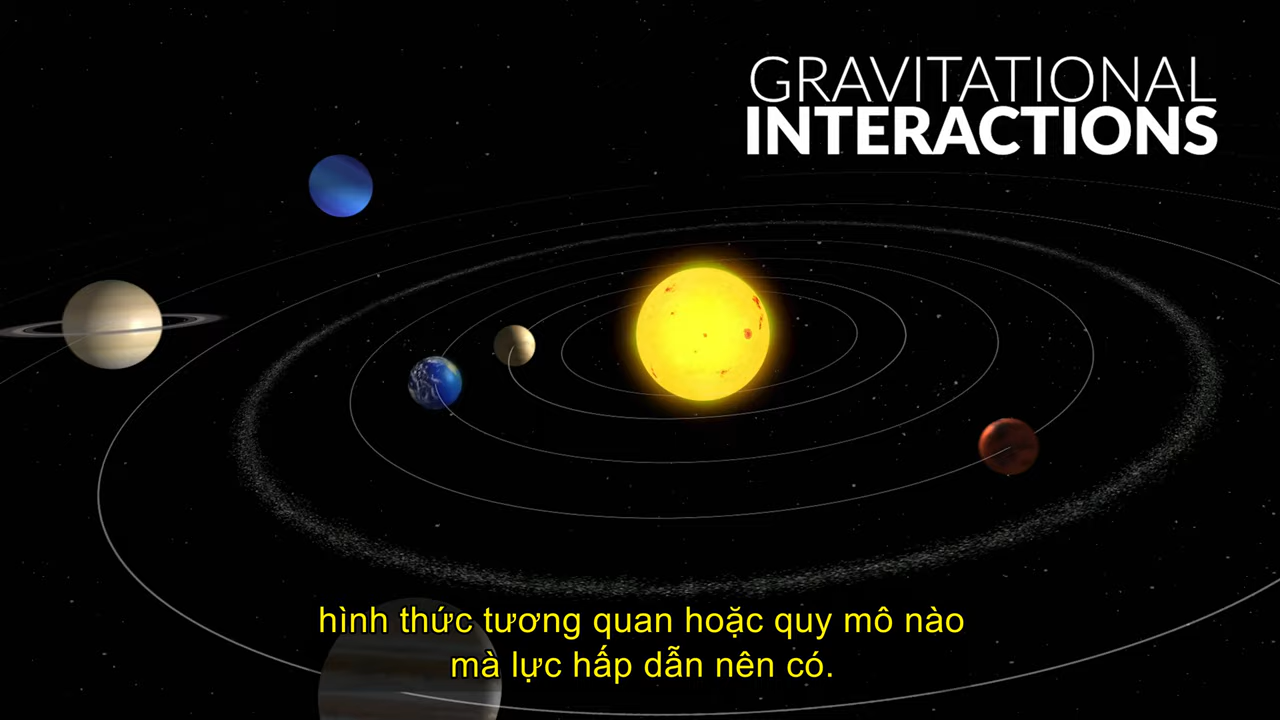 GRAVITATIONAL
INTERACTIONS
hình thức tương quan hoặc quy mô nào
mà lực hấp dẫn nên có.